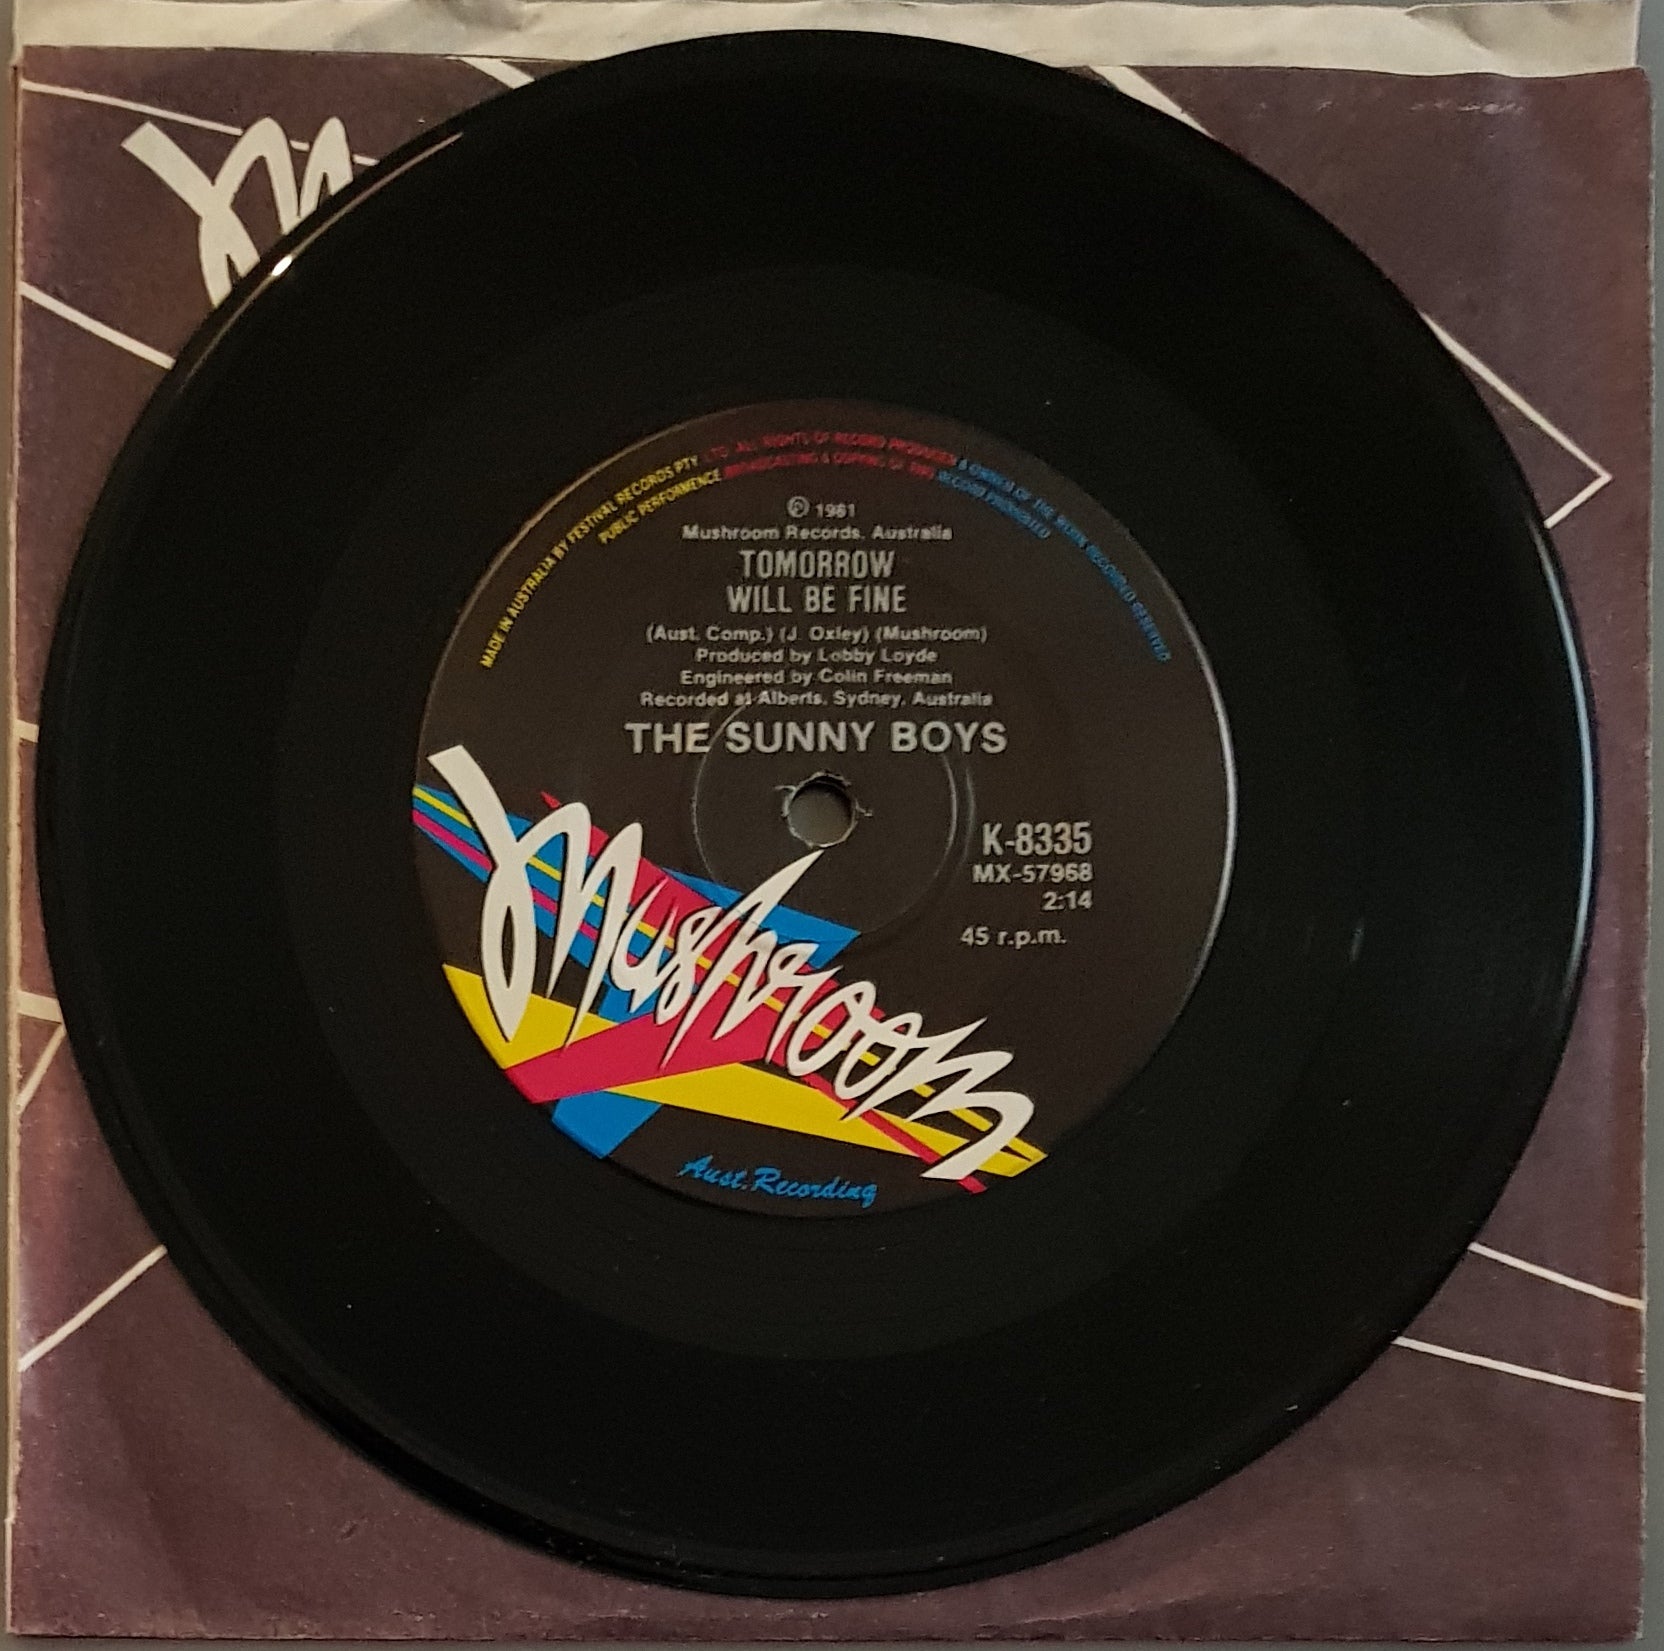 MADE IN AUSTRALIA BY FESTIVAL RECORDS PTY. LTD. ALL RIGHTS OF RECORD PRODUCER & OWNER OF THE WORK RECORDED RESERVED
PUBLIC PERFORMENCE BROADCASTING & COPYING OF THIS RECORD PROHIBITED
℗ 1981
Mushroom Records, Australia
TOMORROW
WILL BE FINE
(Aust. Comp.) (J. Oxley) (Mushroom)
Produced by Lobby Loyde
Engineered by Colin Freeman
Recorded at Alberts, Sydney, Australia
THE SUNNY BOYS
K-8335
MX-57968
2:14
45 r.p.m.
Mushroom
Aust. Recording